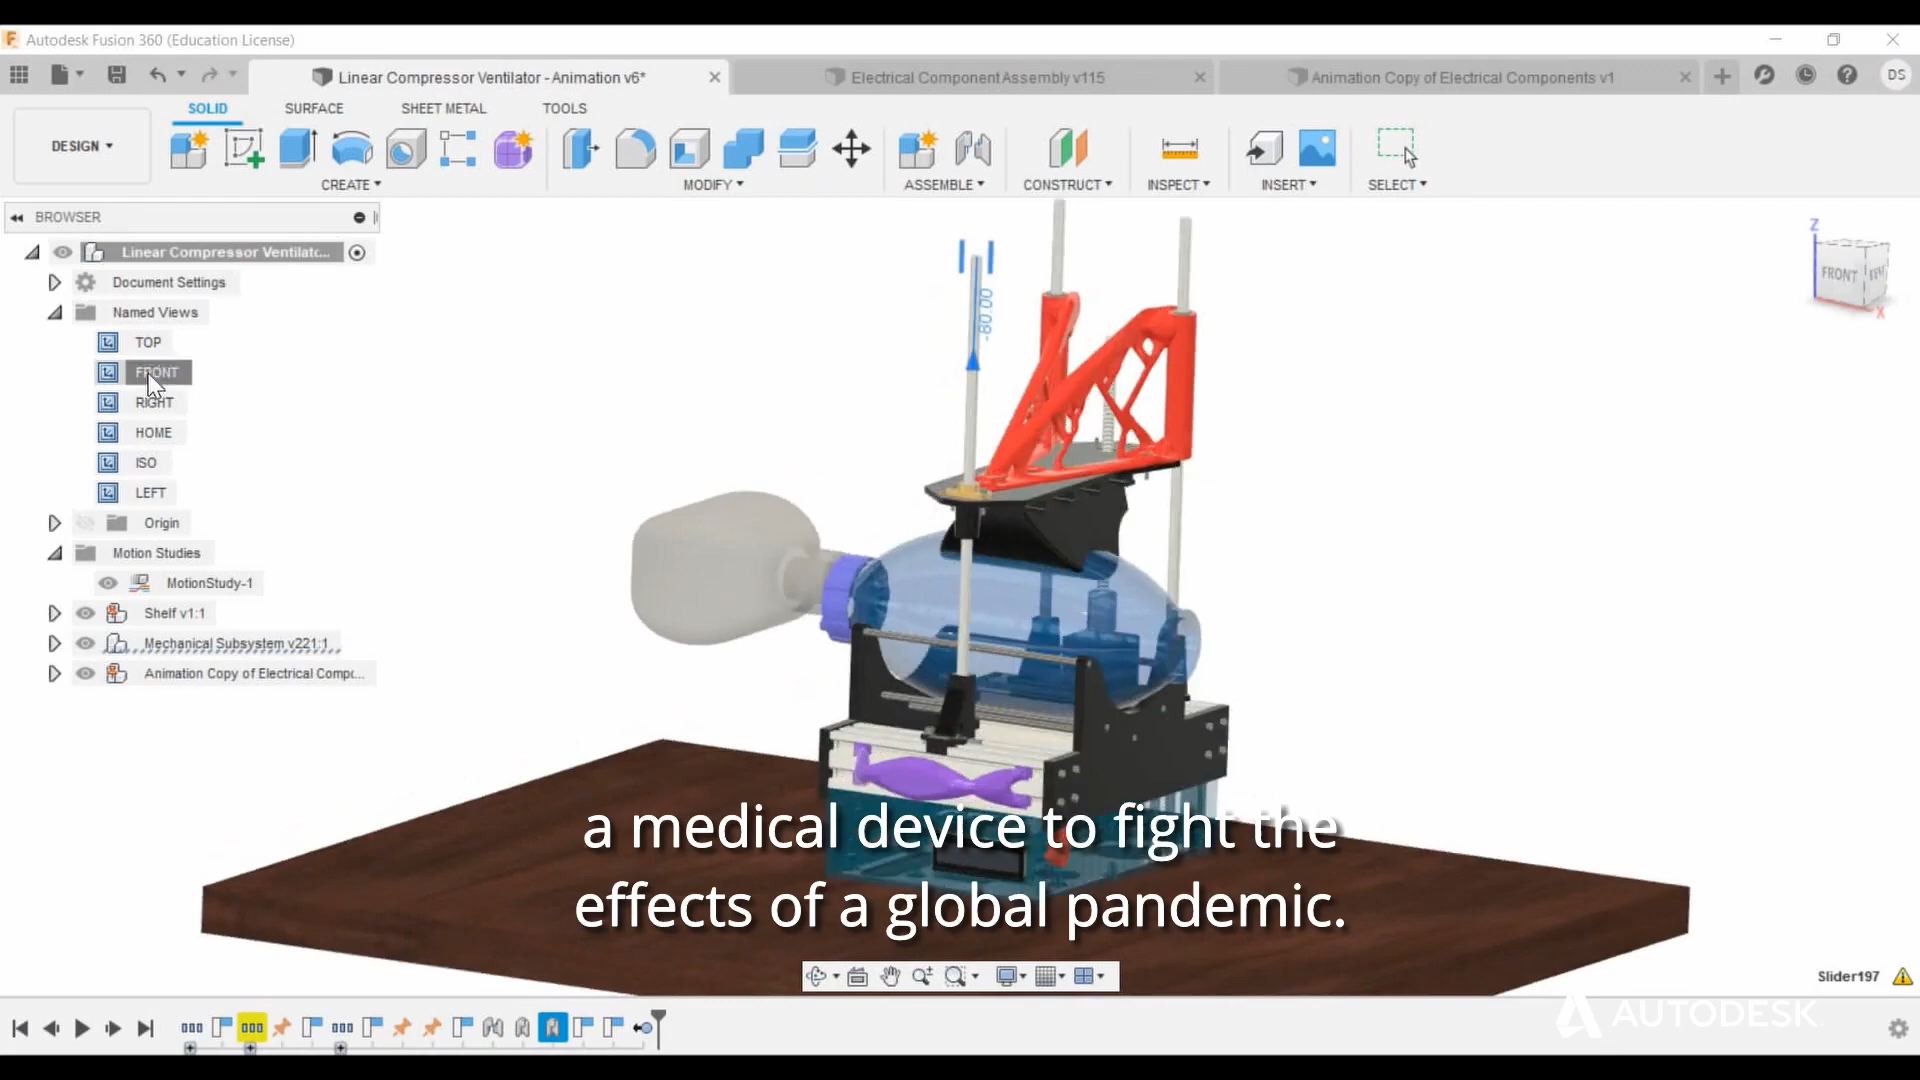 Autodesk Fusion 360 (Education License)
Linear Compressor Ventilator - Animation v6*
Electrical Component Assembly v115
Animation Copy of Electrical Components v1
DS
SOLID
SURFACE
SHEET METAL
TOOLS
DESIGN
CREATE
MODIFY
ASSEMBLE
CONSTRUCT
INSPECT
INSERT
SELECT
BROWSER
Linear Compressor Ventilatc...
Document Settings
Named Views
TOP
FRONT
RIGHT
HOME
ISO
LEFT
Origin
Motion Studies
MotionStudy-1
Shelf v1:1
Mechanical Subsystem v221:1
Animation Copy of Electrical Compc...
-80.00
Z
FRONT
X
a medical device to fight the
effects of a global pandemic.
Slider197
AUTODESK